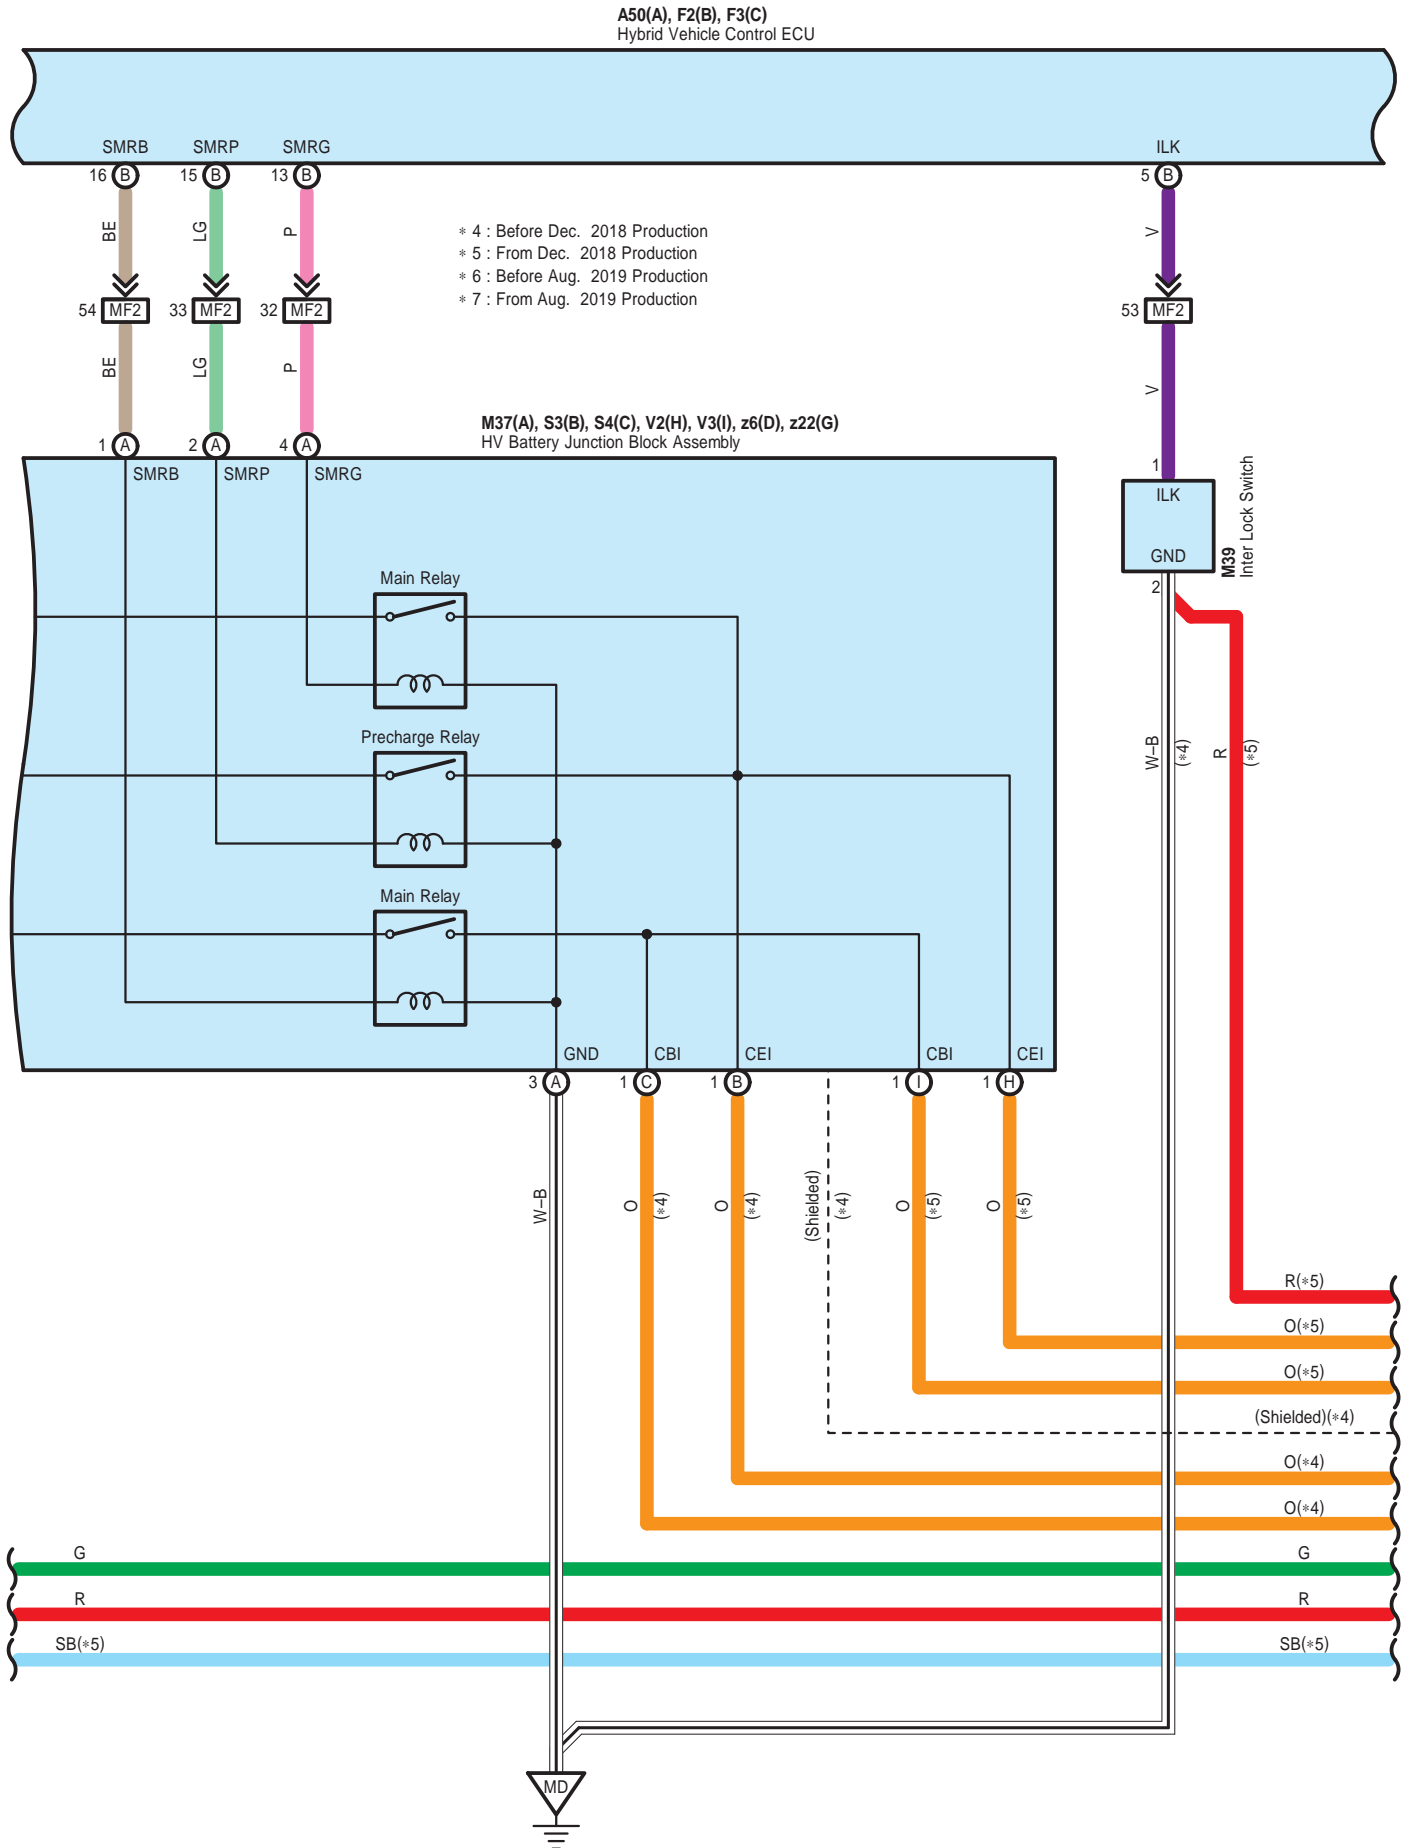 A50(A), F2(B), F3(C)
Hybrid Vehicle Control ECU
SMRB SMRP SMRG ILK
16 B 15 B 13 B 5 B
BE LG P V
∗ 4 : Before Dec. 2018 Production
∗ 5 : From Dec. 2018 Production
∗ 6 : Before Aug. 2019 Production
∗ 7 : From Aug. 2019 Production
54 MF2 33 MF2 32 MF2 53 MF2
BE LG P V
M37(A), S3(B), S4(C), V2(H), V3(I), z6(D), z22(G)
HV Battery Junction Block Assembly
1 A 2 A 4 A
SMRB SMRP SMRG
1
ILK
GND
2
M39
Inter Lock Switch
Main Relay
Precharge Relay
W–B
(∗4)
R
(∗5)
Main Relay
GND CBI CEI CBI CEI
3 A 1 C 1 B 1 I 1 H
W–B
O
(∗4)
O
(∗4)
(Shielded)
(∗4)
O
(∗5)
O
(∗5)
R(∗5)
O(∗5)
O(∗5)
(Shielded)(∗4)
O(∗4)
O(∗4)
G G
R R
SB(∗5) SB(∗5)
MD